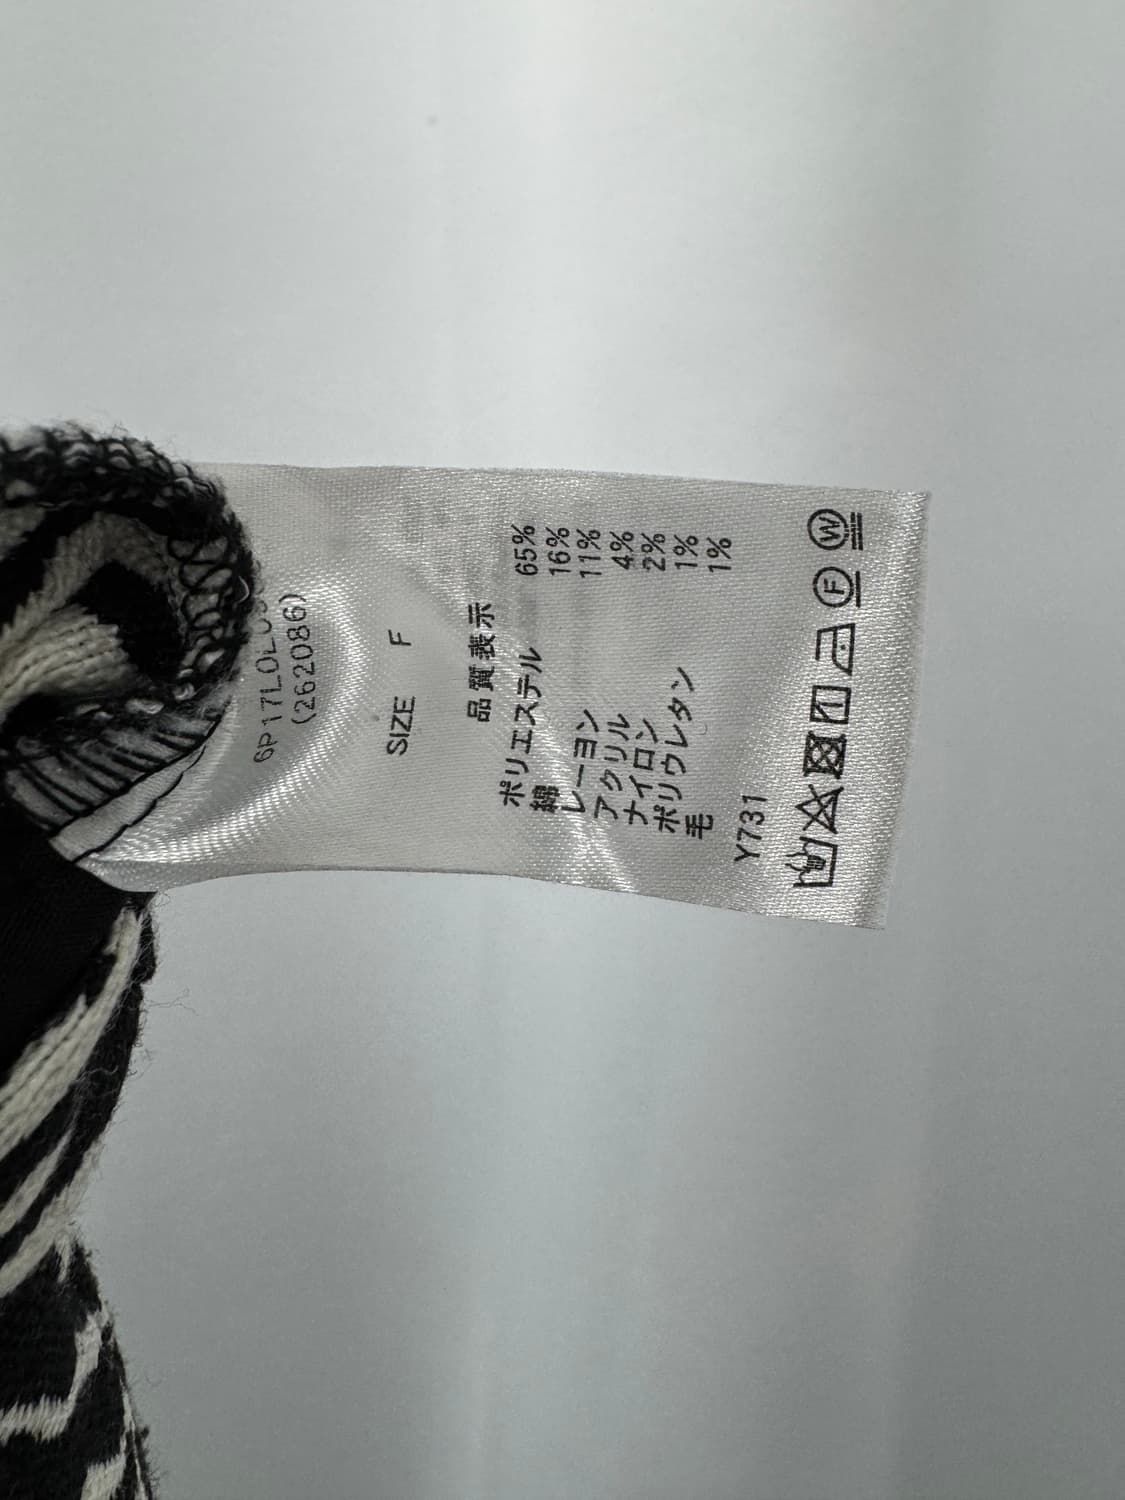 (262086)
SIZE F
品質表示
ポリエステル 65%
綿 16%
レーヨン 11%
アクリル 4%
ナイロン 2%
ポリウレタン 1%
毛 1%
Y731
F W